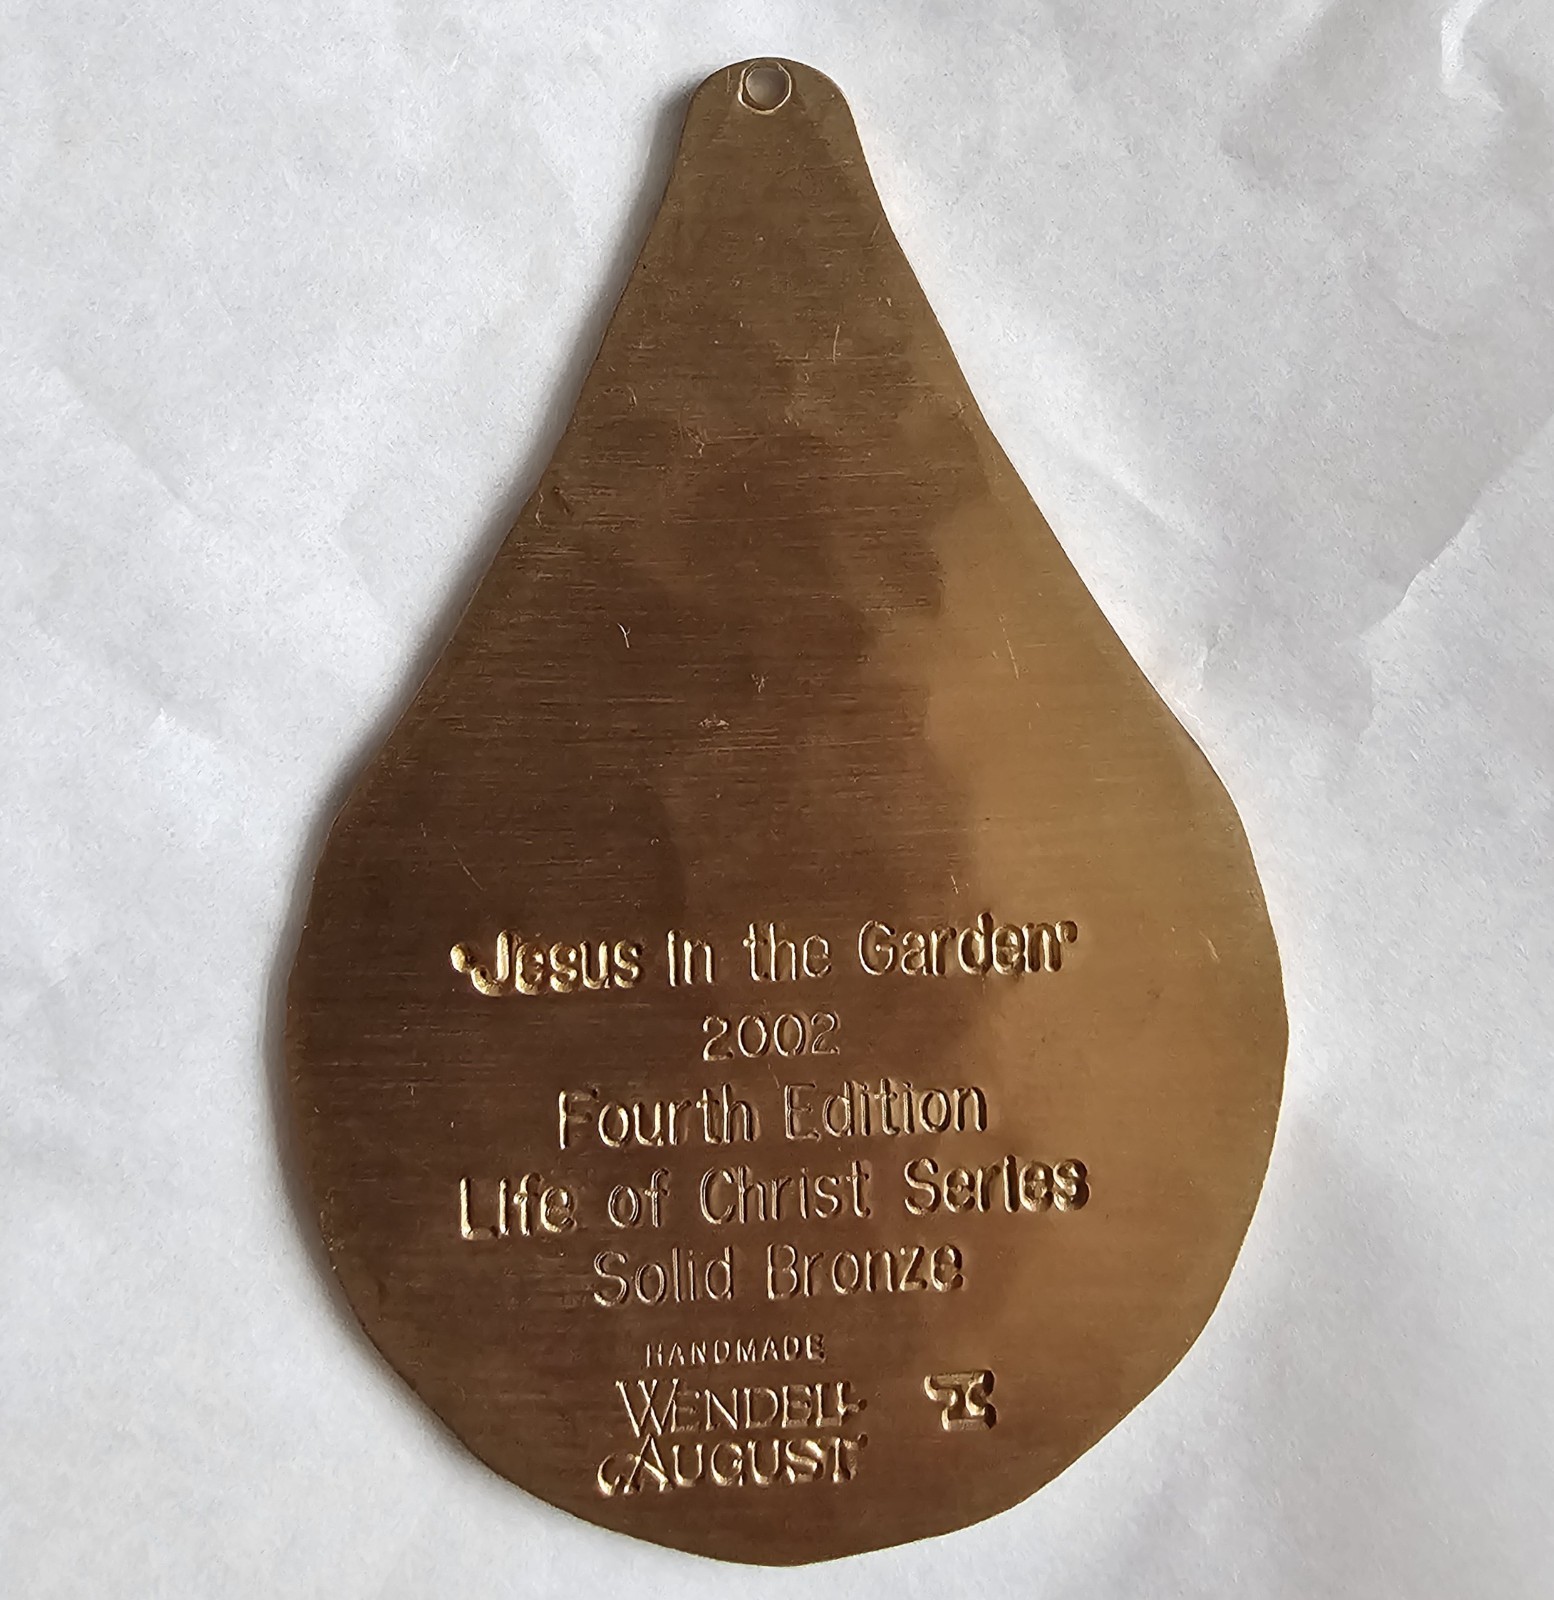 "Jesus in the Garden"
2002
Fourth Edition
Life of Christ Series
Solid Bronze
HANDMADE
WENDELL
AUGUST